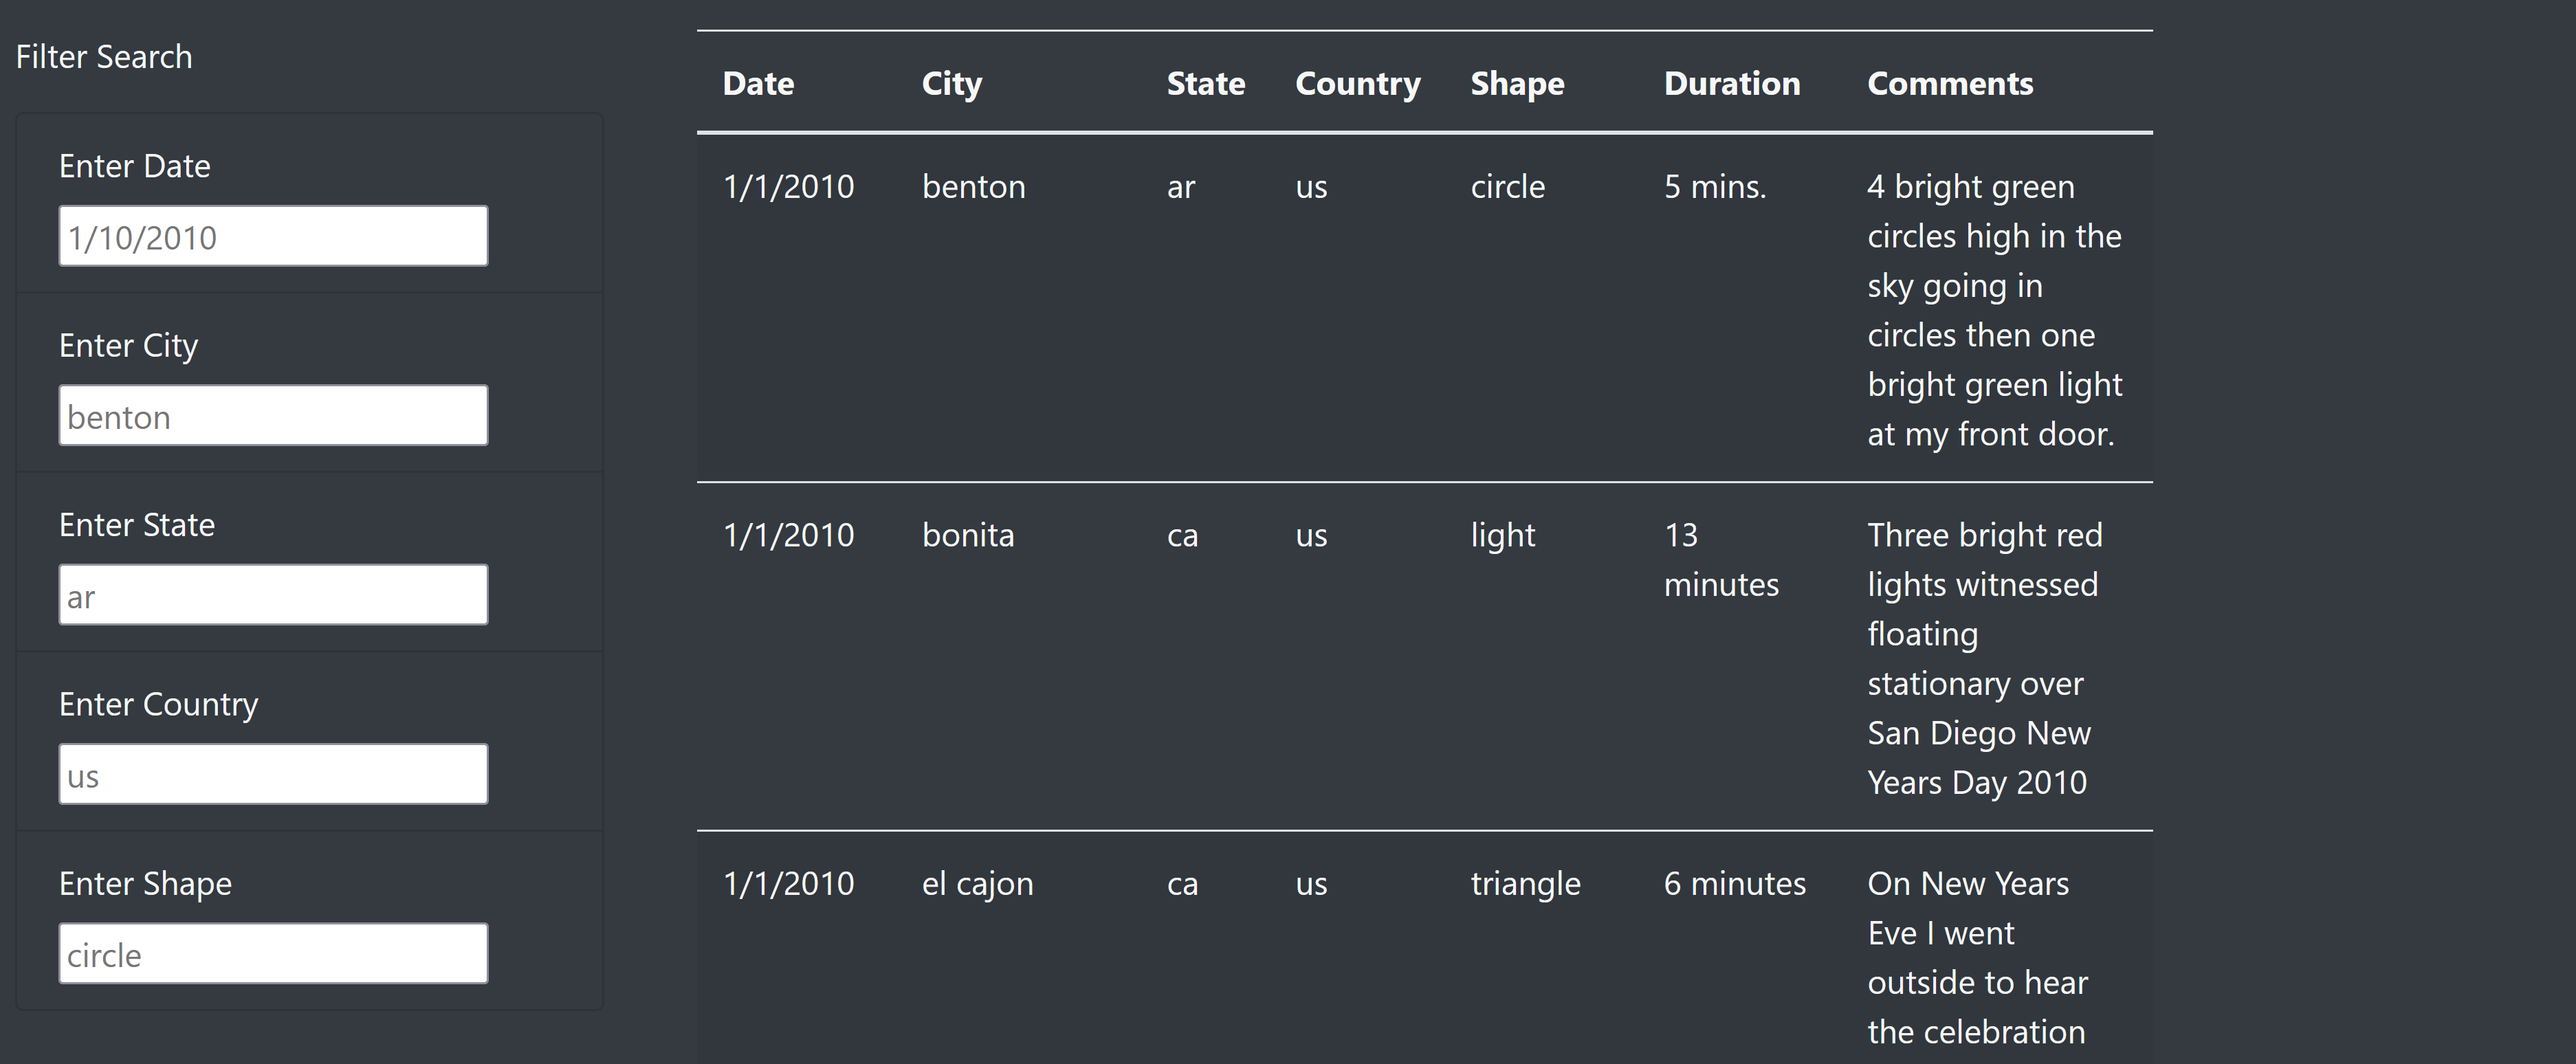 Filter Search
Enter Date
1/10/2010
Enter City
benton
Enter State
ar
Enter Country
us
Enter Shape
circle
Date City State Country Shape Duration Comments
1/1/2010 benton ar us circle 5 mins. 4 bright green
circles high in the
sky going in
circles then one
bright green light
at my front door.
1/1/2010 bonita ca us light 13 Three bright red
minutes lights witnessed
floating
stationary over
San Diego New
Years Day 2010
1/1/2010 el cajon ca us triangle 6 minutes On New Years
Eve I went
outside to hear
the celebration